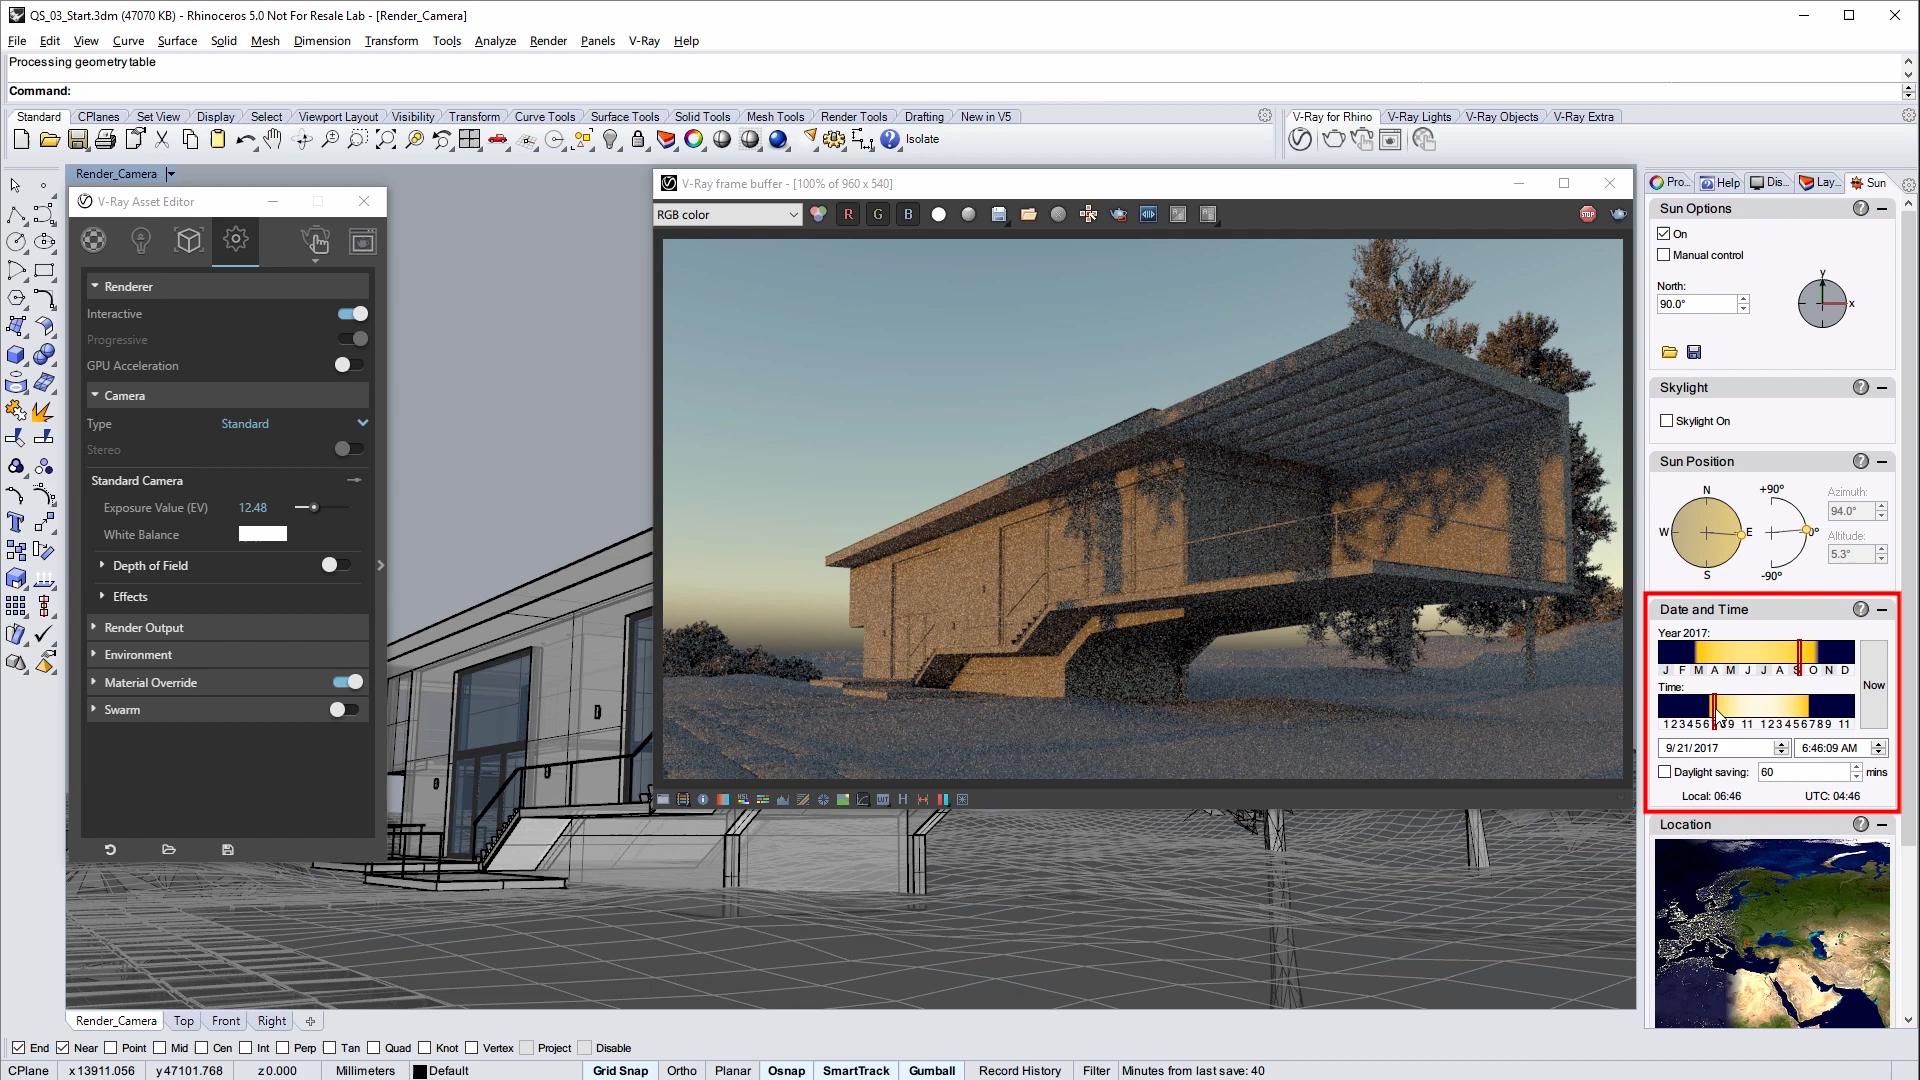 QS_03_Start.3dm (47070 KB) - Rhinoceros 5.0 Not For Resale Lab - [Render_Camera]
File Edit View Curve Surface Solid Mesh Dimension Transform Tools Analyze Render Panels V-Ray Help
Processing geometry table
Command:
Standard CPlanes Set View Display Select Viewport Layout Visibility Transform Curve Tools Surface Tools Solid Tools Mesh Tools Render Tools Drafting New in V5
V-Ray for Rhino V-Ray Lights V-Ray Objects V-Ray Extra
Isolate
Render_Camera
V-Ray Asset Editor
Renderer
Interactive
Progressive
GPU Acceleration
Camera
Type Standard
Stereo
Standard Camera
Exposure Value (EV) 12.48
White Balance
Depth of Field
Effects
Render Output
Environment
Material Override
Swarm
V-Ray frame buffer - [100% of 960 x 540]
RGB color
R G B
STOP
Pro... Help Dis... Lay... Sun
Sun Options
On
Manual control
North:
90.0°
y
x
Skylight
Skylight On
Sun Position
N
W E
S
+90°
0°
-90°
Azimuth:
94.0°
Altitude:
5.3°
Date and Time
Year 2017:
J F M A M J J A S O N D
Time:
Now
9/21/2017 6:46:09 AM
Daylight saving: 60 mins
Local: 06:46 UTC: 04:46
Location
Render_Camera Top Front Right
End Near Point Mid Cen Int Perp Tan Quad Knot Vertex Project Disable
CPlane x 13911.056 y 47101.768 z 0.000 Millimeters Default Grid Snap Ortho Planar Osnap SmartTrack Gumball Record History Filter Minutes from last save: 40